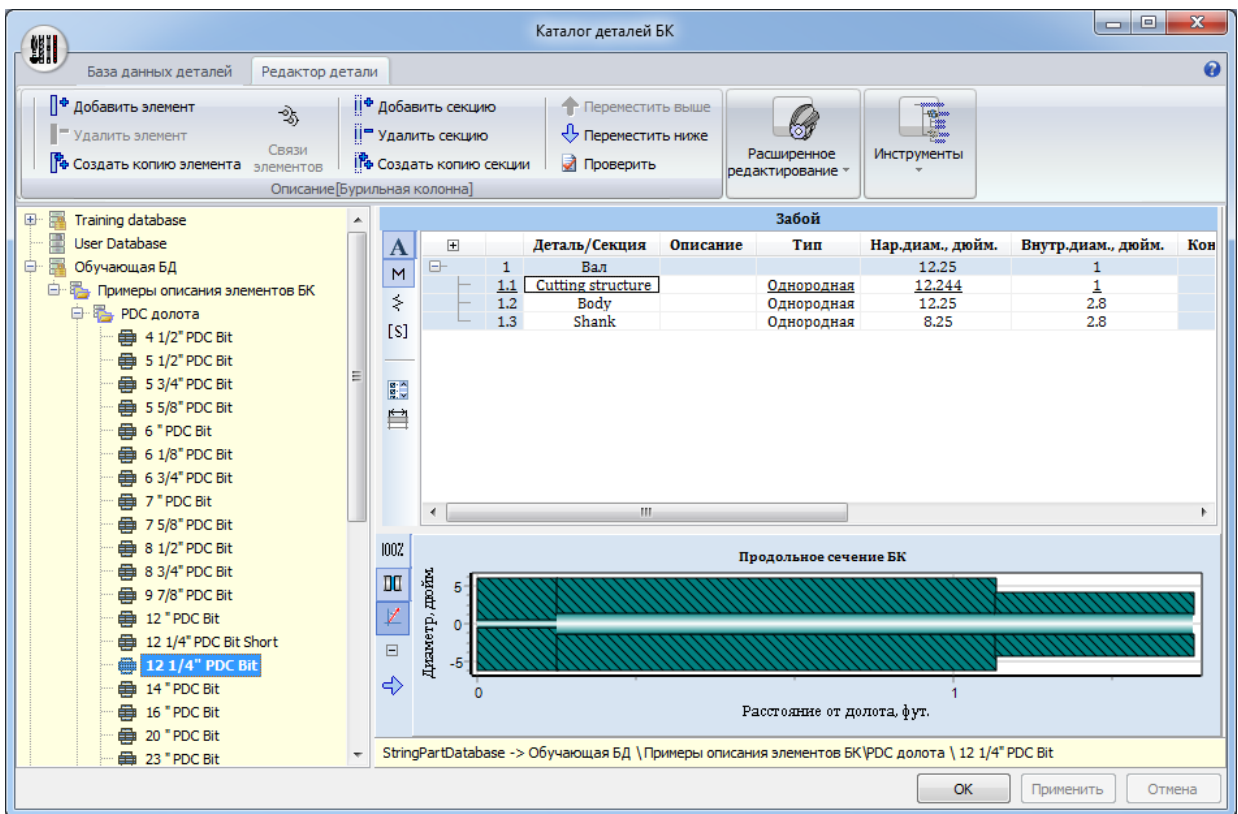 Каталог деталей БК
База данных деталей
Редактор детали
Добавить элемент
Удалить элемент
Создать копию элемента
Связи
элементов
Добавить секцию
Удалить секцию
Создать копию секции
Переместить выше
Переместить ниже
Проверить
Описание[Бурильная колонна]
Расширенное
редактирование
Инструменты
Training database
User Database
Обучающая БД
Примеры описания элементов БК
PDC долота
4 1/2" PDC Bit
5 1/2" PDC Bit
5 3/4" PDC Bit
5 5/8" PDC Bit
6 " PDC Bit
6 1/8" PDC Bit
6 3/4" PDC Bit
7 " PDC Bit
7 5/8" PDC Bit
8 1/2" PDC Bit
8 3/4" PDC Bit
9 7/8" PDC Bit
12 " PDC Bit
12 1/4" PDC Bit Short
12 1/4" PDC Bit
14 " PDC Bit
16 " PDC Bit
20 " PDC Bit
23 " PDC Bit
A
M
[S]
Забой
Деталь/Секция Описание Тип Нар.диам., дюйм. Внутр.диам., дюйм. Кон
1 Вал 12.25 1
1.1 Cutting structure Однородная 12.244 1
1.2 Body Однородная 12.25 2.8
1.3 Shank Однородная 8.25 2.8
100%
Продольное сечение БК
Диаметр, дюйм.
5
0
-5
0 1
Расстояние от долота, фут.
StringPartDatabase -> Обучающая БД \ Примеры описания элементов БК\PDC долота \ 12 1/4" PDC Bit
OK Применить Отмена